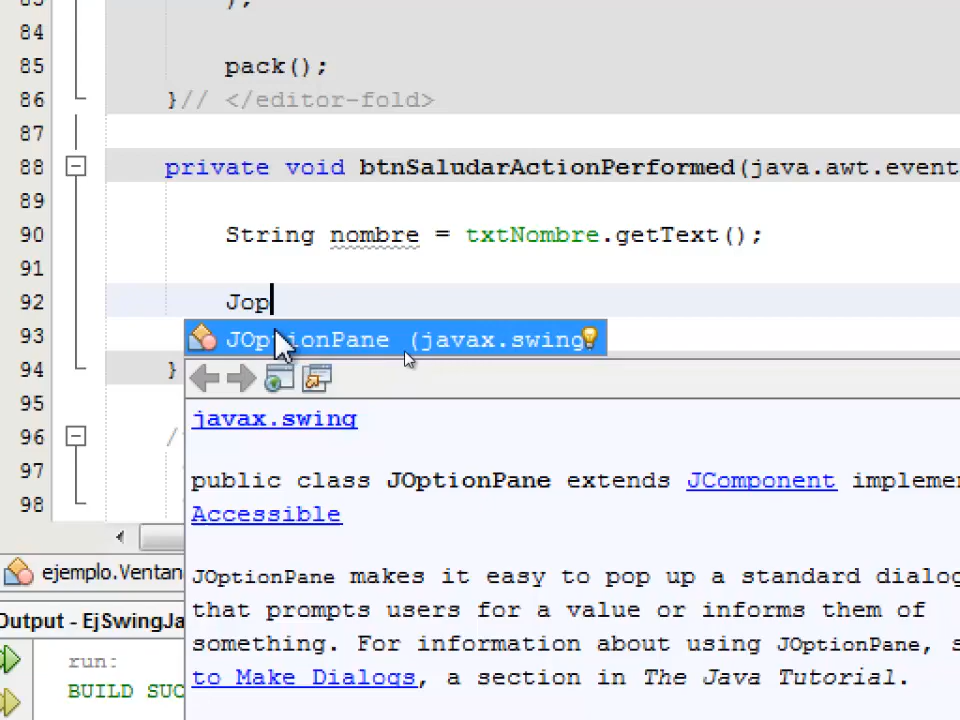 83 );
84
85 pack();
86 }// </editor-fold>
87
88 private void btnSaludarActionPerformed(java.awt.event
89
90 String nombre = txtNombre.getText();
91
92 Jop
93 JOptionPane (javax.swing
94 }
95 javax.swing
96 /
97 public class JOptionPane extends JComponent impleme
98 Accessible
ejemplo.Ventan
JOptionPane makes it easy to pop up a standard dialog
that prompts users for a value or informs them of
Output - EjSwingJa
something. For information about using JOptionPane, s
run:
to Make Dialogs, a section in The Java Tutorial.
BUILD SUC